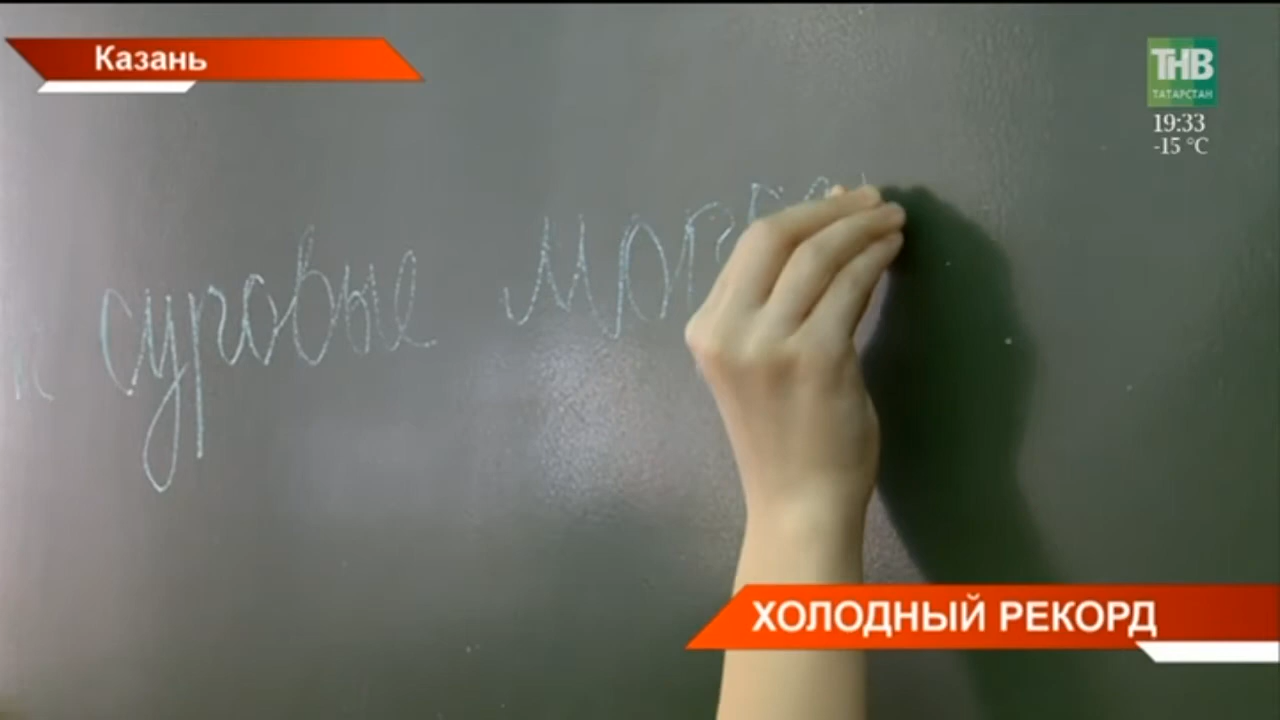 Казань
ТНВ
ТАТАРСТАН
19:33
-15 °C
суровые
ХОЛОДНЫЙ РЕКОРД